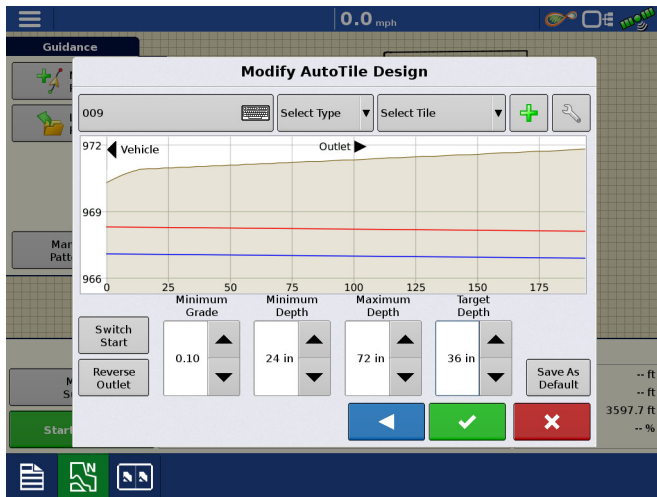 0.0 mph
Guidance
Modify AutoTile Design
009
Select Type
Select Tile
972
Vehicle
Outlet
969
966
0 25 50 75 100 125 150 175
Minimum Grade
Minimum Depth
Maximum Depth
Target Depth
Switch Start
0.10
24 in
72 in
36 in
Reverse Outlet
Save As Default
Mar
Patt
M
S
Start
-- ft
-- ft
3597.7 ft
-- %
N